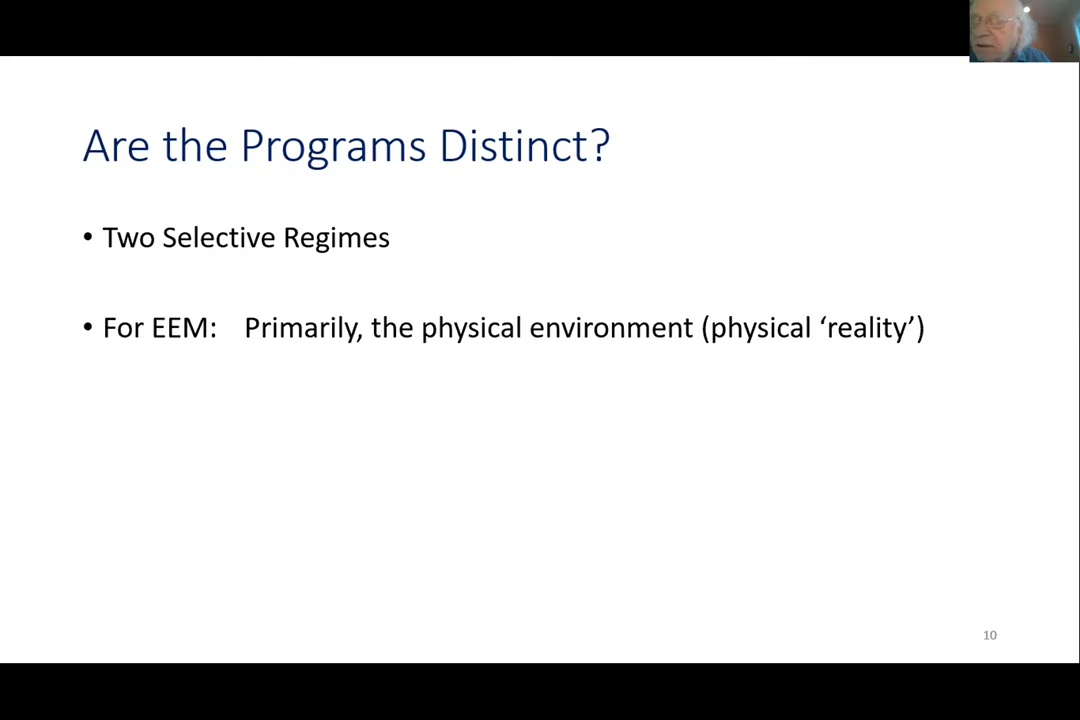 Are the Programs Distinct?
• Two Selective Regimes
• For EEM: Primarily, the physical environment (physical ‘reality’)
10